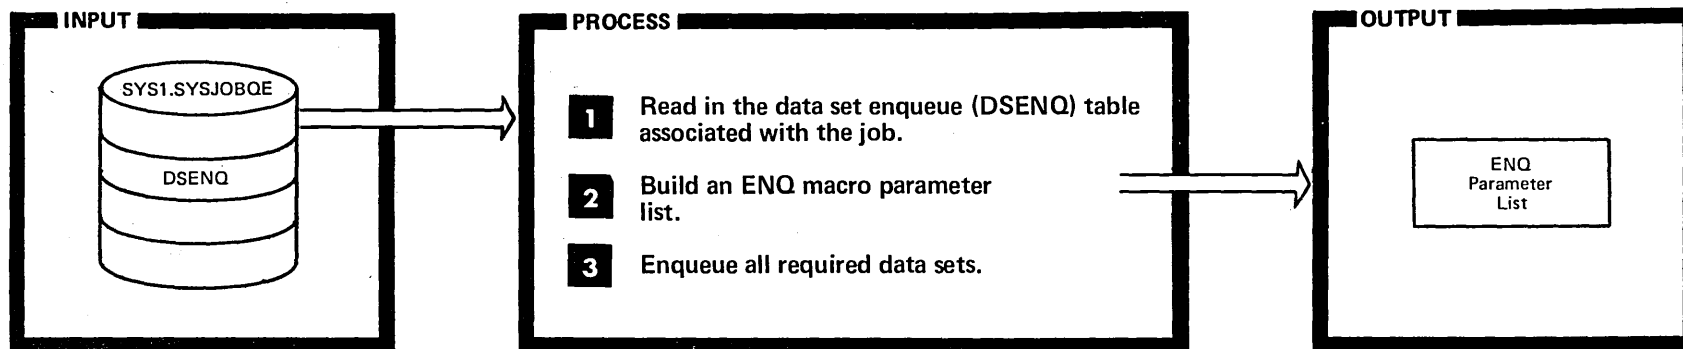 INPUT
SYS1.SYSJOBQE
DSENQ
PROCESS
1 Read in the data set enqueue (DSENQ) table
associated with the job.
2 Build an ENQ macro parameter
list.
3 Enqueue all required data sets.
OUTPUT
ENQ
Parameter
List